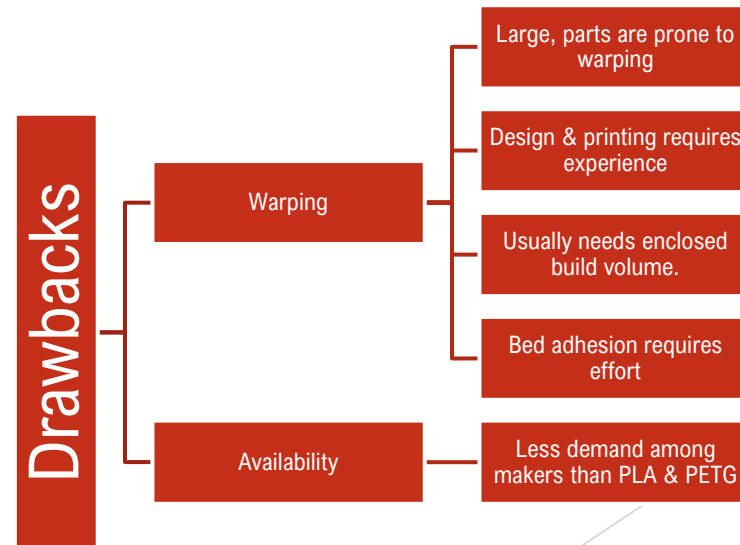 Drawbacks
Warping
Large, parts are prone to
warping
Design & printing requires
experience
Usually needs enclosed
build volume.
Bed adhesion requires
effort
Availability
Less demand among
makers than PLA & PETG